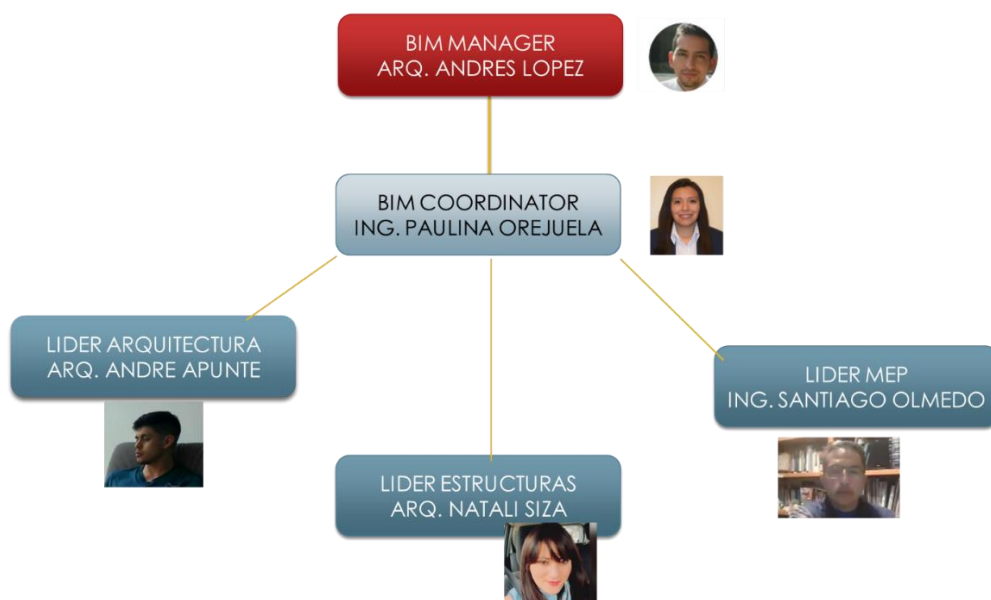 BIM MANAGER
ARQ. ANDRES LOPEZ
BIM COORDINATOR
ING. PAULINA OREJUELA
LIDER ARQUITECTURA
ARQ. ANDRE APUNTE
LIDER MEP
ING. SANTIAGO OLMEDO
LIDER ESTRUCTURAS
ARQ. NATALI SIZA